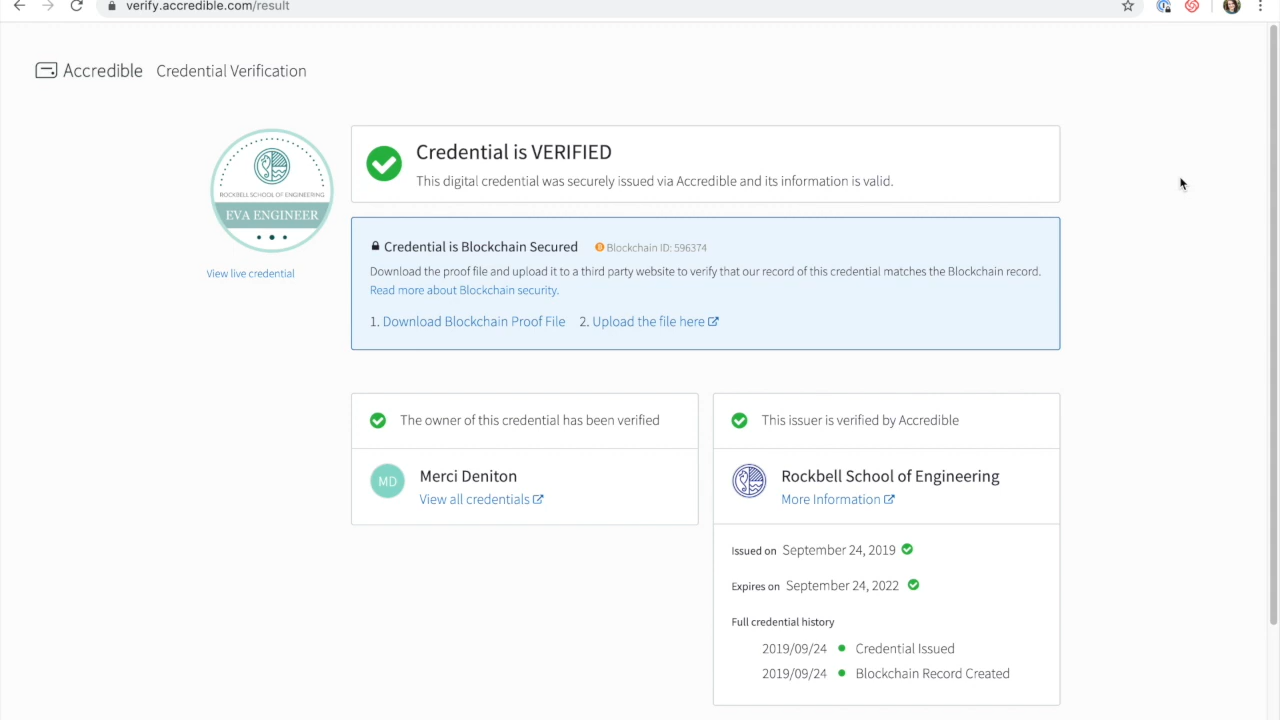 verify.accredible.com/result
Accredible Credential Verification
ROCKBELL SCHOOL OF ENGINEERING
EVA ENGINEER
View live credential
Credential is VERIFIED
This digital credential was securely issued via Accredible and its information is valid.
Credential is Blockchain Secured Blockchain ID: 596374
Download the proof file and upload it to a third party website to verify that our record of this credential matches the Blockchain record.
Read more about Blockchain security.
1. Download Blockchain Proof File 2. Upload the file here
The owner of this credential has been verified
MD
Merci Deniton
View all credentials
This issuer is verified by Accredible
Rockbell School of Engineering
More Information
Issued on September 24, 2019
Expires on September 24, 2022
Full credential history
2019/09/24 Credential Issued
2019/09/24 Blockchain Record Created